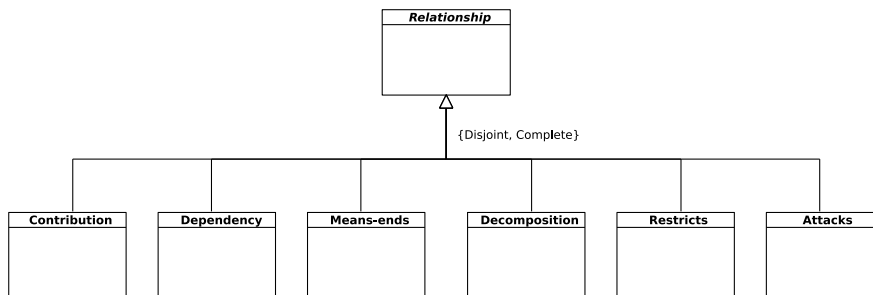 Relationship
{Disjoint, Complete}
Contribution Dependency Means-ends Decomposition Restricts Attacks